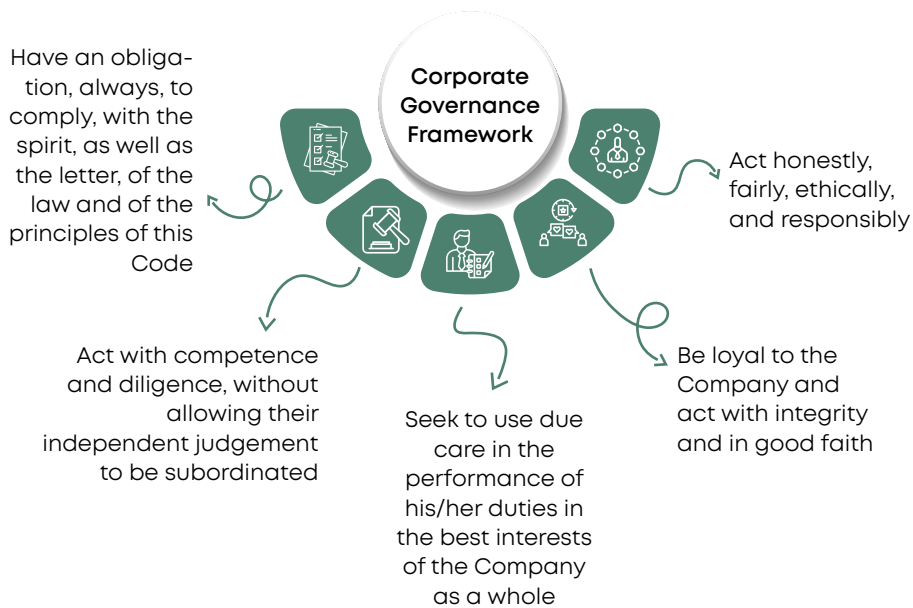 Corporate
Governance
Framework
Have an obliga-
tion, always, to
comply, with the
spirit, as well as
the letter, of the
law and of the
principles of this
Code
Act with competence
and diligence, without
allowing their
independent judgement
to be subordinated
Seek to use due
care in the
performance of
his/her duties in
the best interests
of the Company
as a whole
Be loyal to the
Company and
act with integrity
and in good faith
Act honestly,
fairly, ethically,
and responsibly